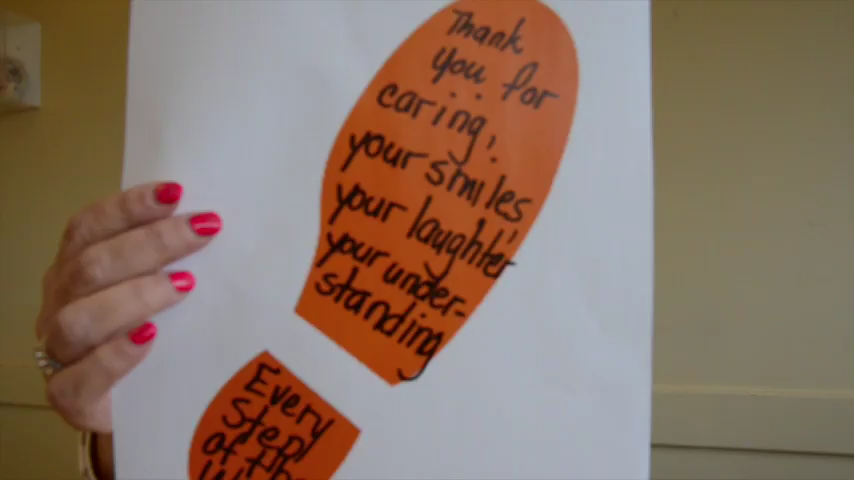 Thank
you for
caring,
your smiles
your laughter
your under-
standing
Every
Step
of the